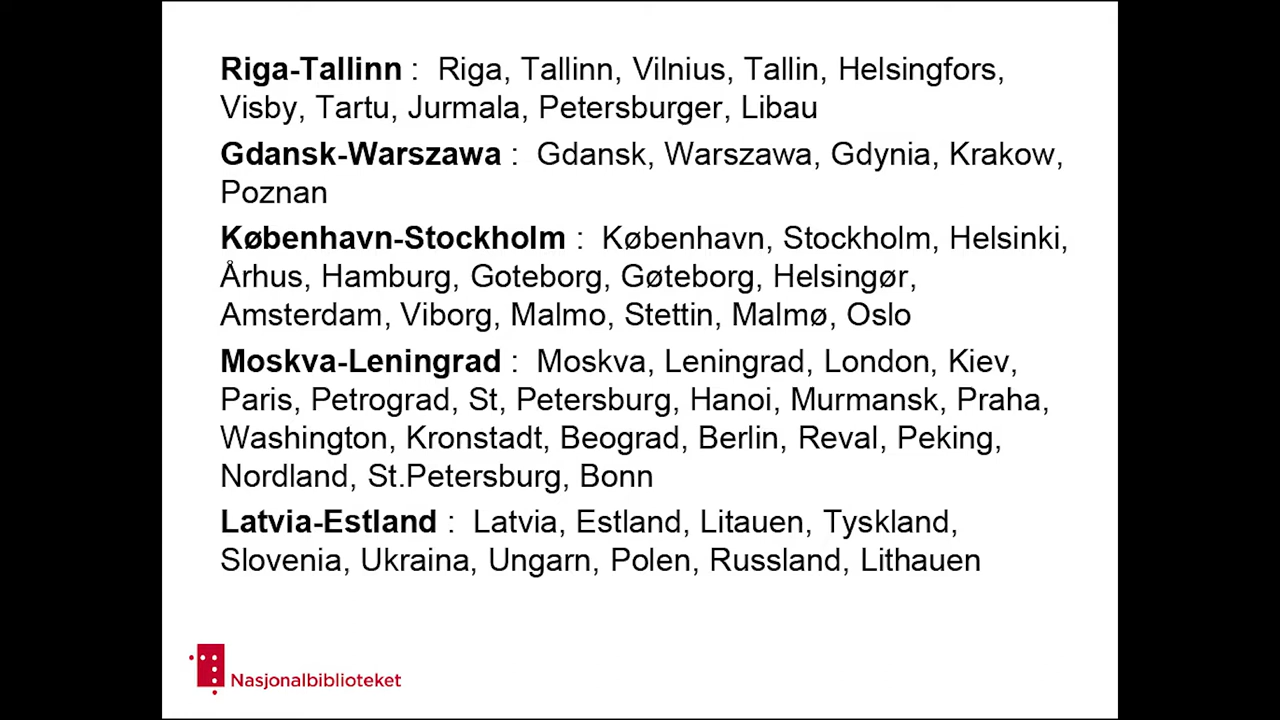 Riga-Tallinn :  Riga, Tallinn, Vilnius, Tallin, Helsingfors,
Visby, Tartu, Jurmala, Petersburger, Libau
Gdansk-Warszawa :  Gdansk, Warszawa, Gdynia, Krakow,
Poznan
København-Stockholm :  København, Stockholm, Helsinki,
Århus, Hamburg, Goteborg, Gøteborg, Helsingør,
Amsterdam, Viborg, Malmo, Stettin, Malmø, Oslo
Moskva-Leningrad :  Moskva, Leningrad, London, Kiev,
Paris, Petrograd, St, Petersburg, Hanoi, Murmansk, Praha,
Washington, Kronstadt, Beograd, Berlin, Reval, Peking,
Nordland, St.Petersburg, Bonn
Latvia-Estland :  Latvia, Estland, Litauen, Tyskland,
Slovenia, Ukraina, Ungarn, Polen, Russland, Lithauen
Nasjonalbiblioteket